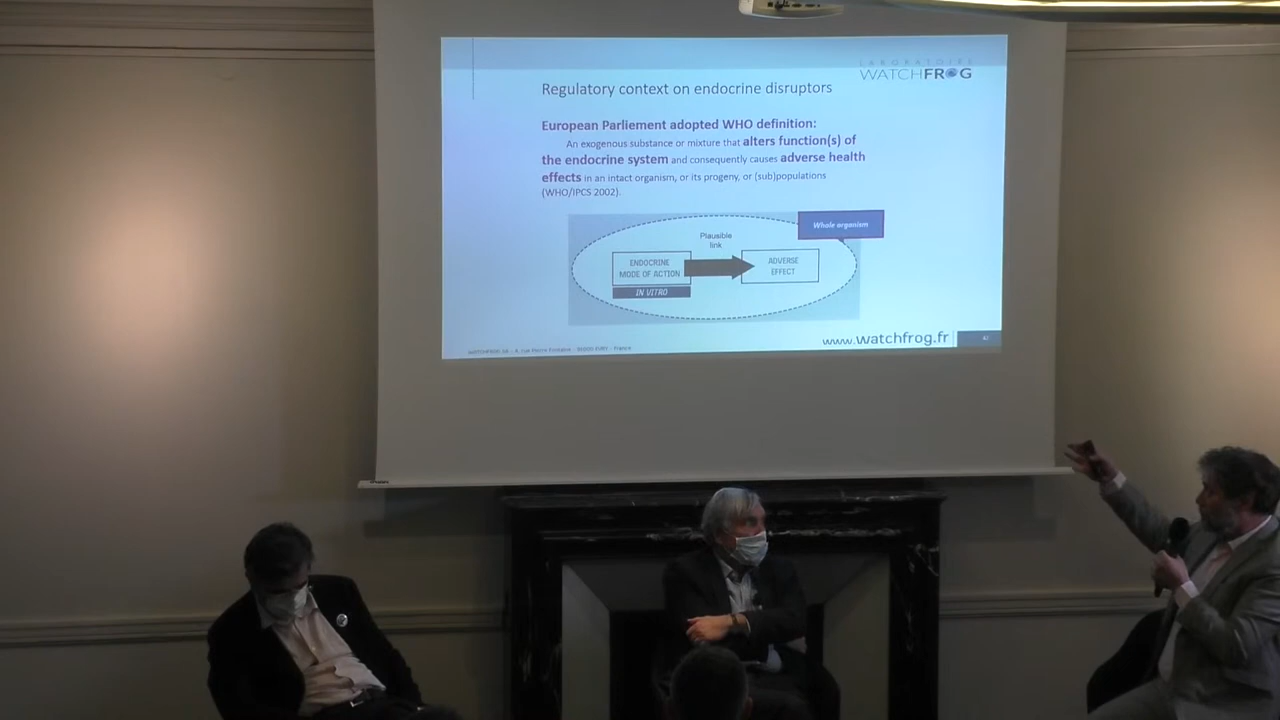 LABORATOIRE
WATCHFROG
Regulatory context on endocrine disruptors
European Parliement adopted WHO definition:
An exogenous substance or mixture that alters function(s) of
the endocrine system and consequently causes adverse health
effects in an intact organism, or its progeny, or (sub)populations
(WHO/IPCS 2002).
Whole organism
Plausible
link
ENDOCRINE
MODE OF ACTION
ADVERSE
EFFECT
IN VITRO
www.watchfrog.fr